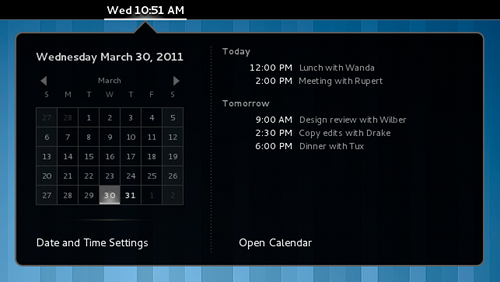 Wed 10:51 AM
Wednesday March 30, 2011
March
S M T W T F S
27 28 1 2 3 4 5
6 7 8 9 10 11 12
13 14 15 16 17 18 19
20 21 22 23 24 25 26
27 28 29 30 31 1 2
Date and Time Settings
Today
12:00 PM Lunch with Wanda
2:00 PM Meeting with Rupert
Tomorrow
9:00 AM Design review with Wilber
2:30 PM Copy edits with Drake
6:00 PM Dinner with Tux
Open Calendar